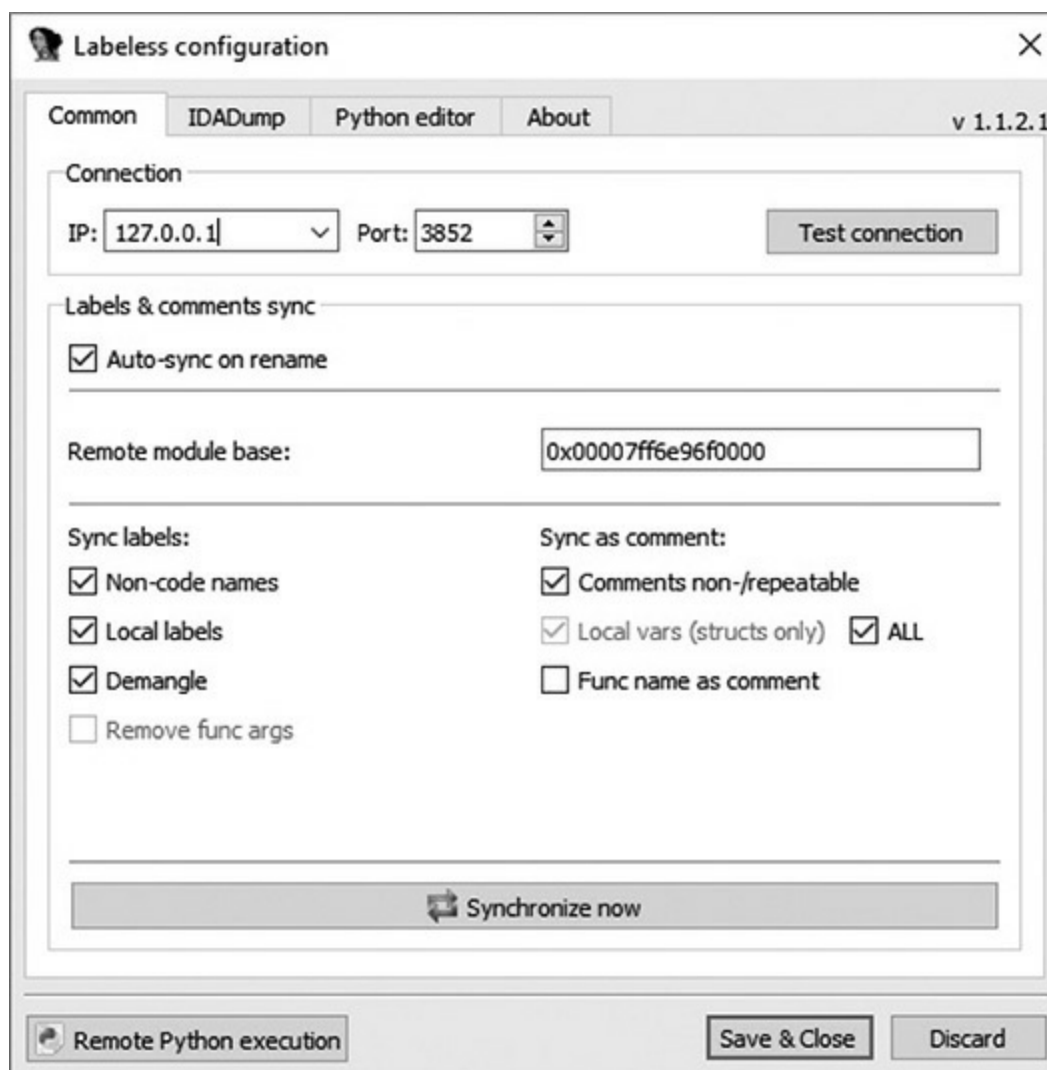 Labeless configuration
Common IDADump Python editor About v 1.1.2.1
Connection
IP: 127.0.0.1 Port: 3852 Test connection
Labels & comments sync
Auto-sync on rename
Remote module base: 0x00007ff6e96f0000
Sync labels: Sync as comment:
Non-code names Comments non-/repeatable
Local labels Local vars (structs only) ALL
Demangle Func name as comment
Remove func args
Synchronize now
Remote Python execution Save & Close Discard